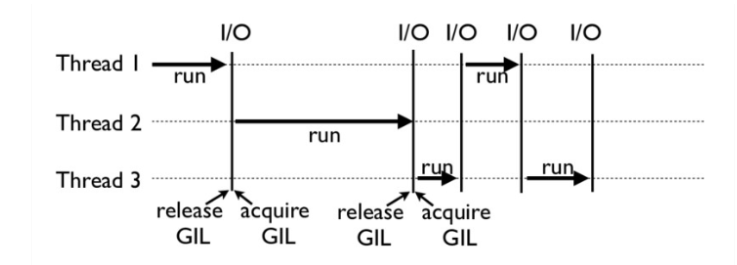 I/O I/O I/O I/O I/O
Thread 1
run run
Thread 2
run
Thread 3
run run
release acquire release acquire
GIL GIL GIL GIL